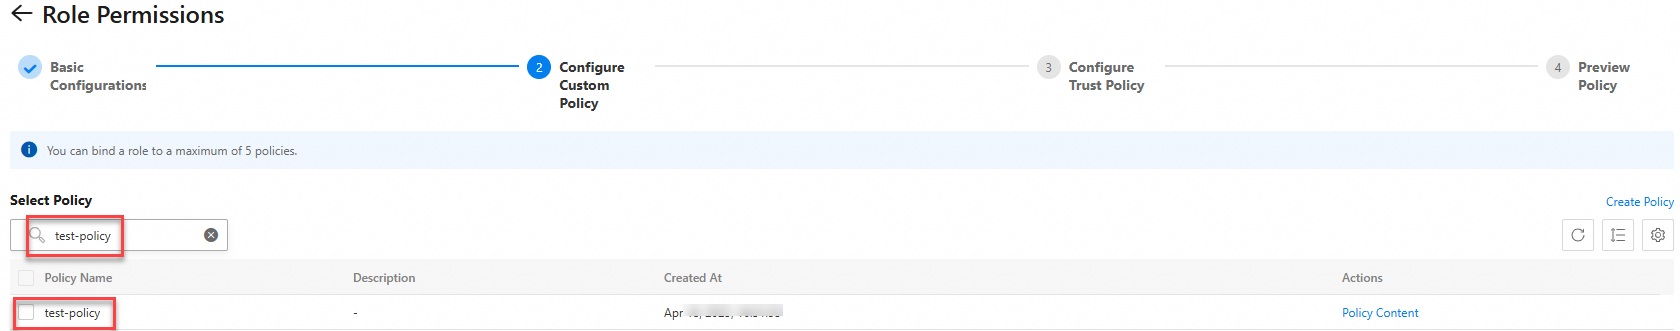 Role Permissions
Basic
Configurations
2
Configure
Custom
Policy
3
Configure
Trust Policy
4
Preview
Policy
You can bind a role to a maximum of 5 policies.
Select Policy
Create Policy
test-policy
Policy Name Description Created At Actions
test-policy - Apr Policy Content